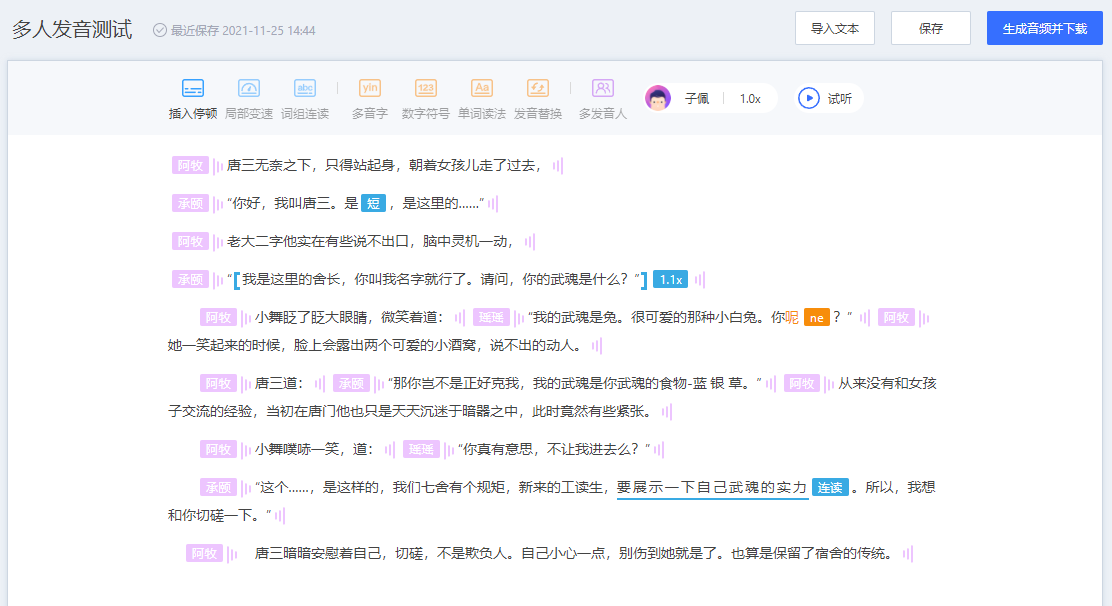 多人发音测试 最近保存 2021-11-25 14:44 导入文本 保存 生成音频并下载
yin 123 Aa
插入停顿 局部变速 词组连读 多音字 数字符号 单词读法 发音替换 多发音人 子佩 1.0x 试听
abc
阿牧 唐三无奈之下，只得站起身，朝着女孩儿走了过去，
承颐 “你好，我叫唐三。是 短 ，是这里的……”
阿牧 老大二字他实在有些说不出口，脑中灵机一动，
承颐 “[我是这里的舍长，你叫我名字就行了。请问，你的武魂是什么？”] 1.1x
阿牧 小舞眨了眨大眼睛，微笑着道： 瑶瑶 “我的武魂是兔。很可爱的那种小白兔。你呢 ne ？” 阿牧
她一笑起来的时候，脸上会露出两个可爱的小酒窝，说不出的动人。
阿牧 唐三道： 承颐 “那你岂不是正好克我，我的武魂是你武魂的食物-蓝 银 草。” 阿牧 从来没有和女孩
子交流的经验，当初在唐门他也只是天天沉迷于暗器之中，此时竟然有些紧张。
阿牧 小舞噗哧一笑，道： 瑶瑶 “你真有意思，不让我进去么？”
承颐 “这个……，是这样的，我们七舍有个规矩，新来的工读生，要展示一下自己武魂的实力 连读 。所以，我想
和你切磋一下。”
阿牧 唐三暗暗安慰着自己，切磋，不是欺负人。自己小心一点，别伤到她就是了。也算是保留了宿舍的传统。